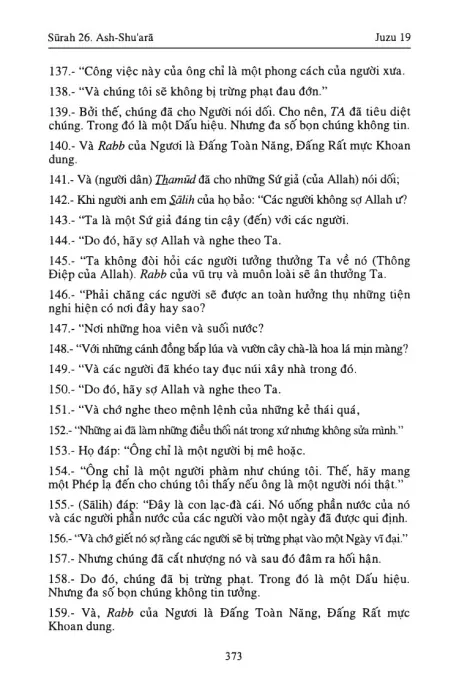 Sūrah 26. Ash-Shu'arā Juzu 19
137.- “Công việc này của ông chỉ là một phong cách của người xưa.
138.- “Và chúng tôi sẽ không bị trừng phạt đau đớn.”
139.- Bởi thế, chúng đã cho Người nói dối. Cho nên, TA đã tiêu diệt
chúng. Trong đó là một Dấu hiệu. Nhưng đa số bọn chúng không tin.
140.- Và Rabb của Ngươi là Đấng Toàn Năng, Đấng Rất mực Khoan
dung.
141.- Và (người dân) Thamūd đã cho những Sứ giả (của Allah) nói dối;
142.- Khi người anh em Sālih của họ bảo: “Các người không sợ Allah ư?
143.- “Ta là một Sứ giả đáng tin cậy (đến) với các người.
144.- “Do đó, hãy sợ Allah và nghe theo Ta.
145.- “Ta không đòi hỏi các người tưởng thưởng Ta về nó (Thông
Điệp của Allah). Rabb của vũ trụ và muôn loài sẽ ân thưởng Ta.
146.- “Phải chăng các người sẽ được an toàn hưởng thụ những tiện
nghi hiện có nơi đây hay sao?
147.- “Nơi những hoa viên và suối nước?
148.- “Với những cánh đồng bắp lúa và vườn cây chà-là hoa lá mịn màng?
149.- “Và các người đã khéo tay đục núi xây nhà trong đó.
150.- “Do đó, hãy sợ Allah và nghe theo Ta.
151.- “Và chớ nghe theo mệnh lệnh của những kẻ thái quá,
152.- “Những ai đã làm những điều thối nát trong xứ nhưng không sửa mình.”
153.- Họ đáp: “Ông chỉ là một người bị mê hoặc.
154.- “Ông chỉ là một người phàm như chúng tôi. Thế, hãy mang
một Phép lạ đến cho chúng tôi thấy nếu ông là một người nói thật.”
155.- (Sālih) đáp: “Đây là con lạc-đà cái. Nó uống phần nước của nó
và các người phần nước của các người vào một ngày đã được qui định.
156.- “Và chớ giết nó sợ rằng các người sẽ bị trừng phạt vào một Ngày vĩ đại.”
157.- Nhưng chúng đã cắt nhượng nó và sau đó đâm ra hối hận.
158.- Do đó, chúng đã bị trừng phạt. Trong đó là một Dấu hiệu.
Nhưng đa số bọn chúng không tin tưởng.
159.- Và, Rabb của Ngươi là Đấng Toàn Năng, Đấng Rất mực
Khoan dung.
373